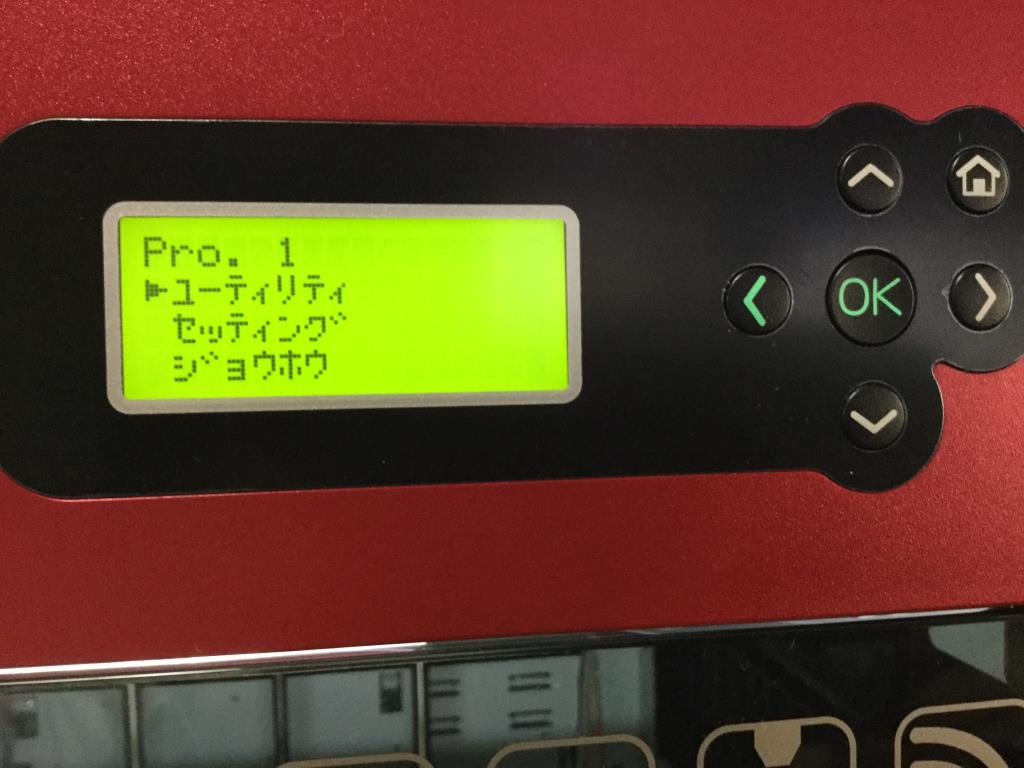 Pro. 1
▶ユーティリティ
セッティング
ジョウホウ
OK